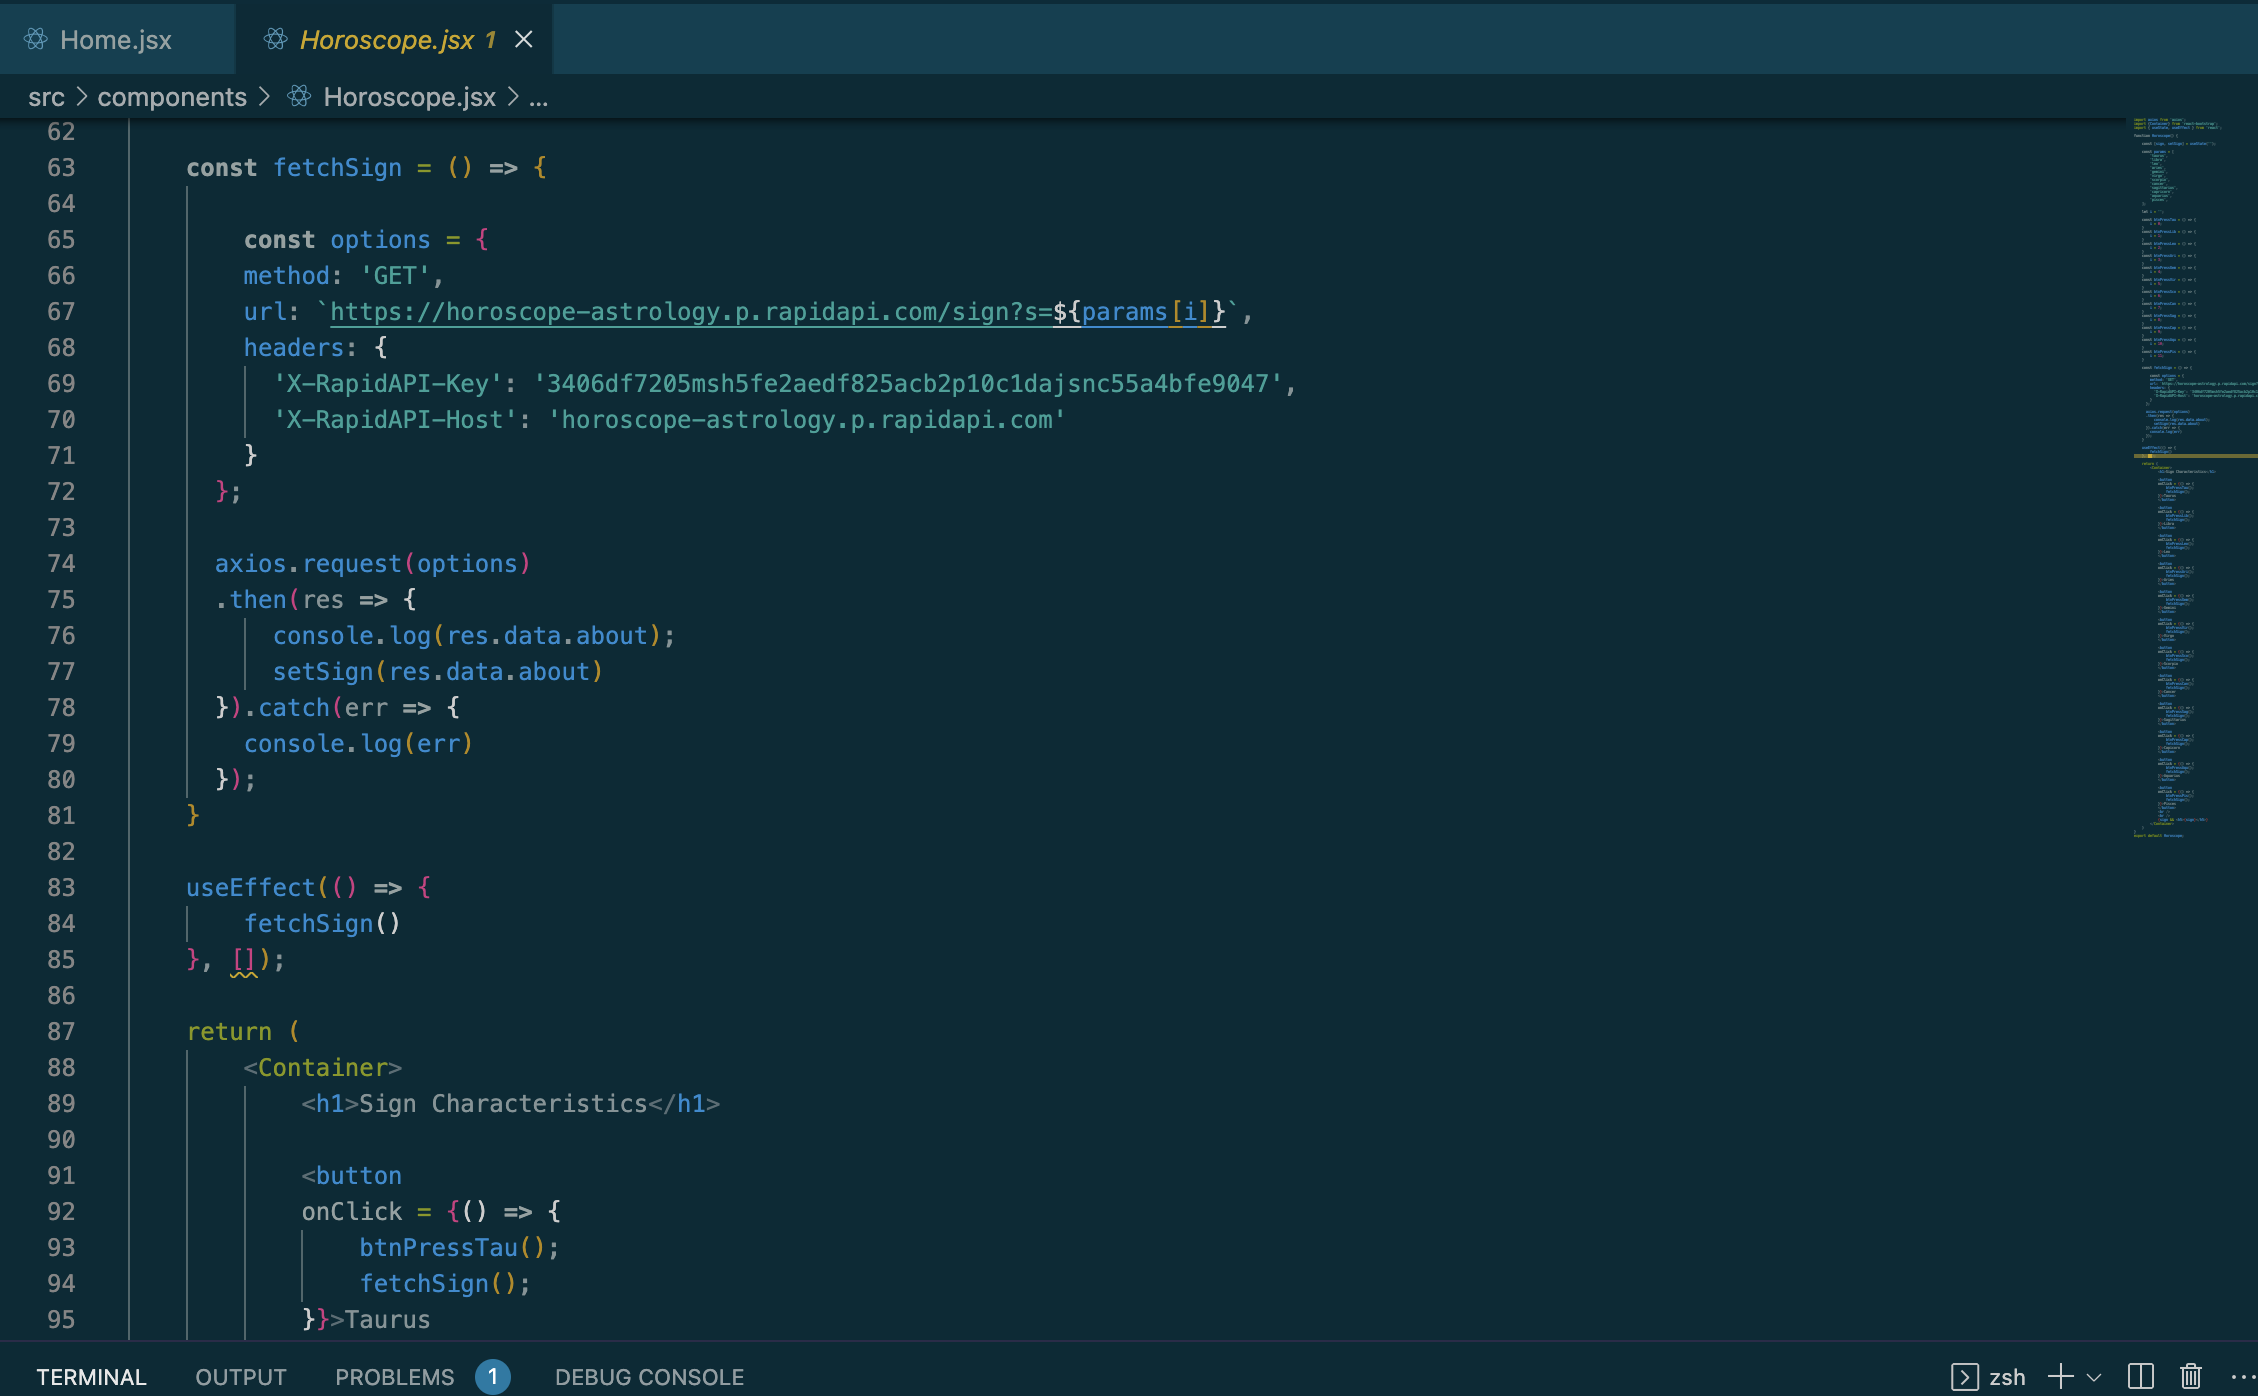 Home.jsx
Horoscope.jsx 1
src > components > Horoscope.jsx > ...
62
63 const fetchSign = () => {
64
65 const options = {
66 method: 'GET',
67 url: `https://horoscope-astrology.p.rapidapi.com/sign?s=${params[i]}`,
68 headers: {
69 'X-RapidAPI-Key': '3406df7205msh5fe2aedf825acb2p10c1dajsnc55a4bfe9047',
70 'X-RapidAPI-Host': 'horoscope-astrology.p.rapidapi.com'
71 }
72 };
73
74 axios.request(options)
75 .then(res => {
76 console.log(res.data.about);
77 setSign(res.data.about)
78 }).catch(err => {
79 console.log(err)
80 });
81 }
82
83 useEffect(() => {
84 fetchSign()
85 }, []);
86
87 return (
88 <Container>
89 <h1>Sign Characteristics</h1>
90
91 <button
92 onClick = {() => {
93 btnPressTau();
94 fetchSign();
95 }}>Taurus
TERMINAL OUTPUT PROBLEMS 1 DEBUG CONSOLE zsh